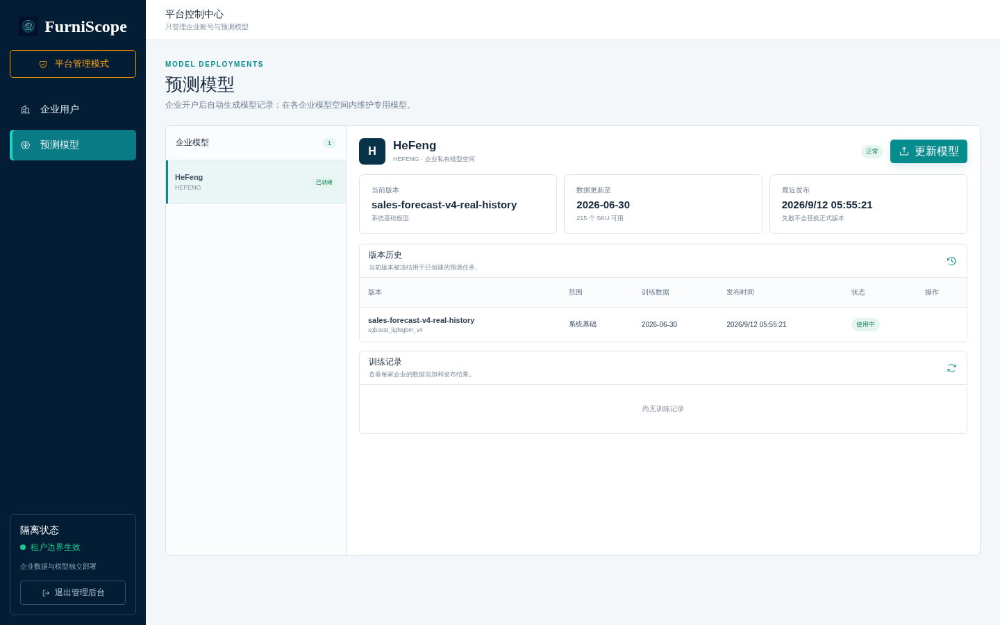 FurniScope
平台管理模式
企业用户
预测模型
隔离状态
租户边界生效
企业数据与模型独立部署
退出管理后台
平台控制中心
只管理企业账号与预测模型
MODEL DEPLOYMENTS
预测模型
企业开户后自动生成模型记录；在各企业模型空间内维护专用模型。
企业模型
1
HeFeng
HEFENG
已就绪
H
HeFeng
HEFENG · 企业私有模型空间
正常
更新模型
当前版本
sales-forecast-v4-real-history
系统基础模型
数据更新至
2026-06-30
215 个 SKU 可用
最近发布
2026/9/12 05:55:21
失败不会替换正式版本
版本历史
当前版本被冻结用于已创建的预测任务。
版本 范围 训练数据 发布时间 状态 操作
sales-forecast-v4-real-history 系统基础 2026-06-30 2026/9/12 05:55:21 使用中
xgboost_lightgbm_v4
训练记录
查看每家企业的数据追加和发布结果。
尚无训练记录